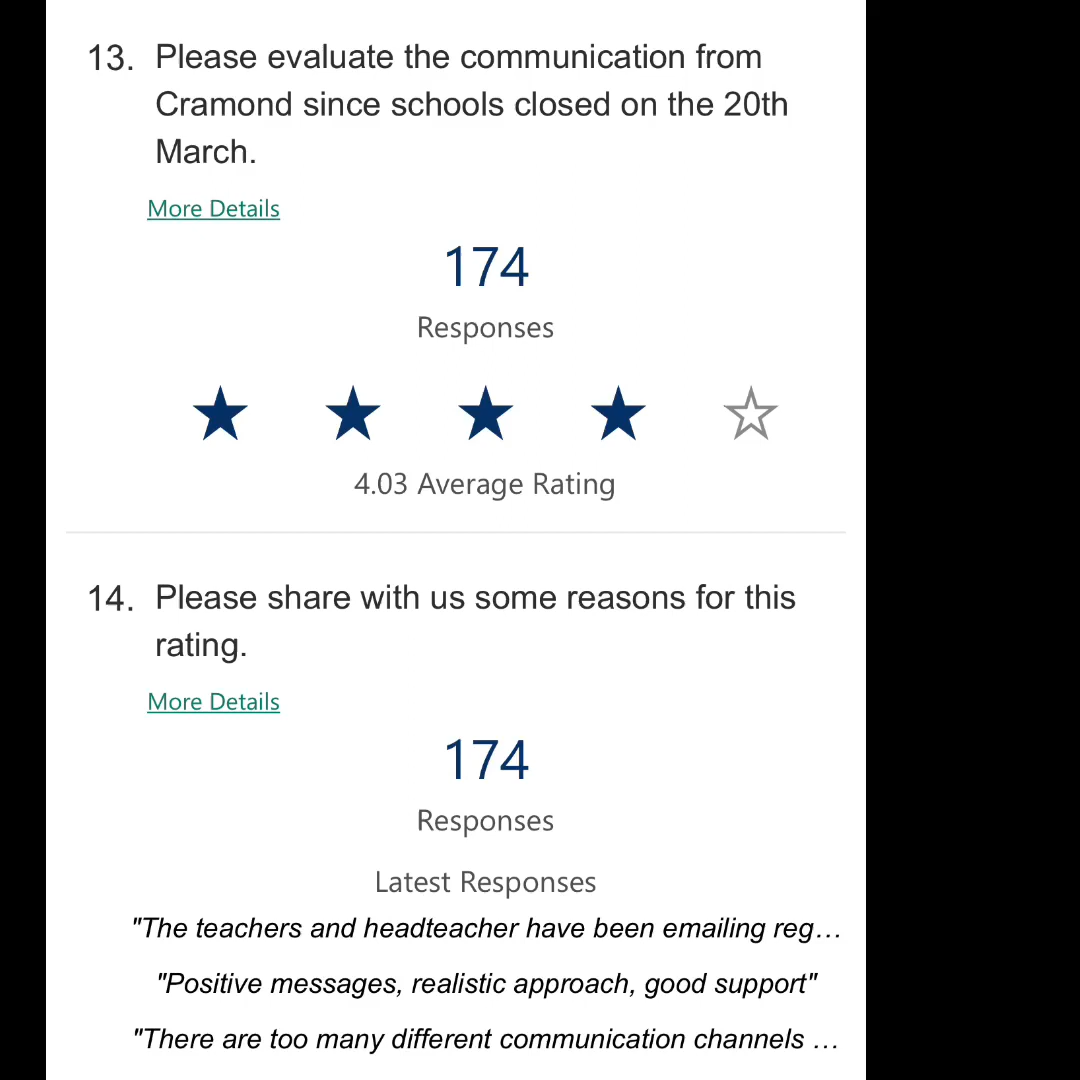 13. Please evaluate the communication from
Cramond since schools closed on the 20th
March.
More Details
174
Responses
4.03 Average Rating
14. Please share with us some reasons for this
rating.
More Details
174
Responses
Latest Responses
"The teachers and headteacher have been emailing reg...
"Positive messages, realistic approach, good support"
"There are too many different communication channels ...